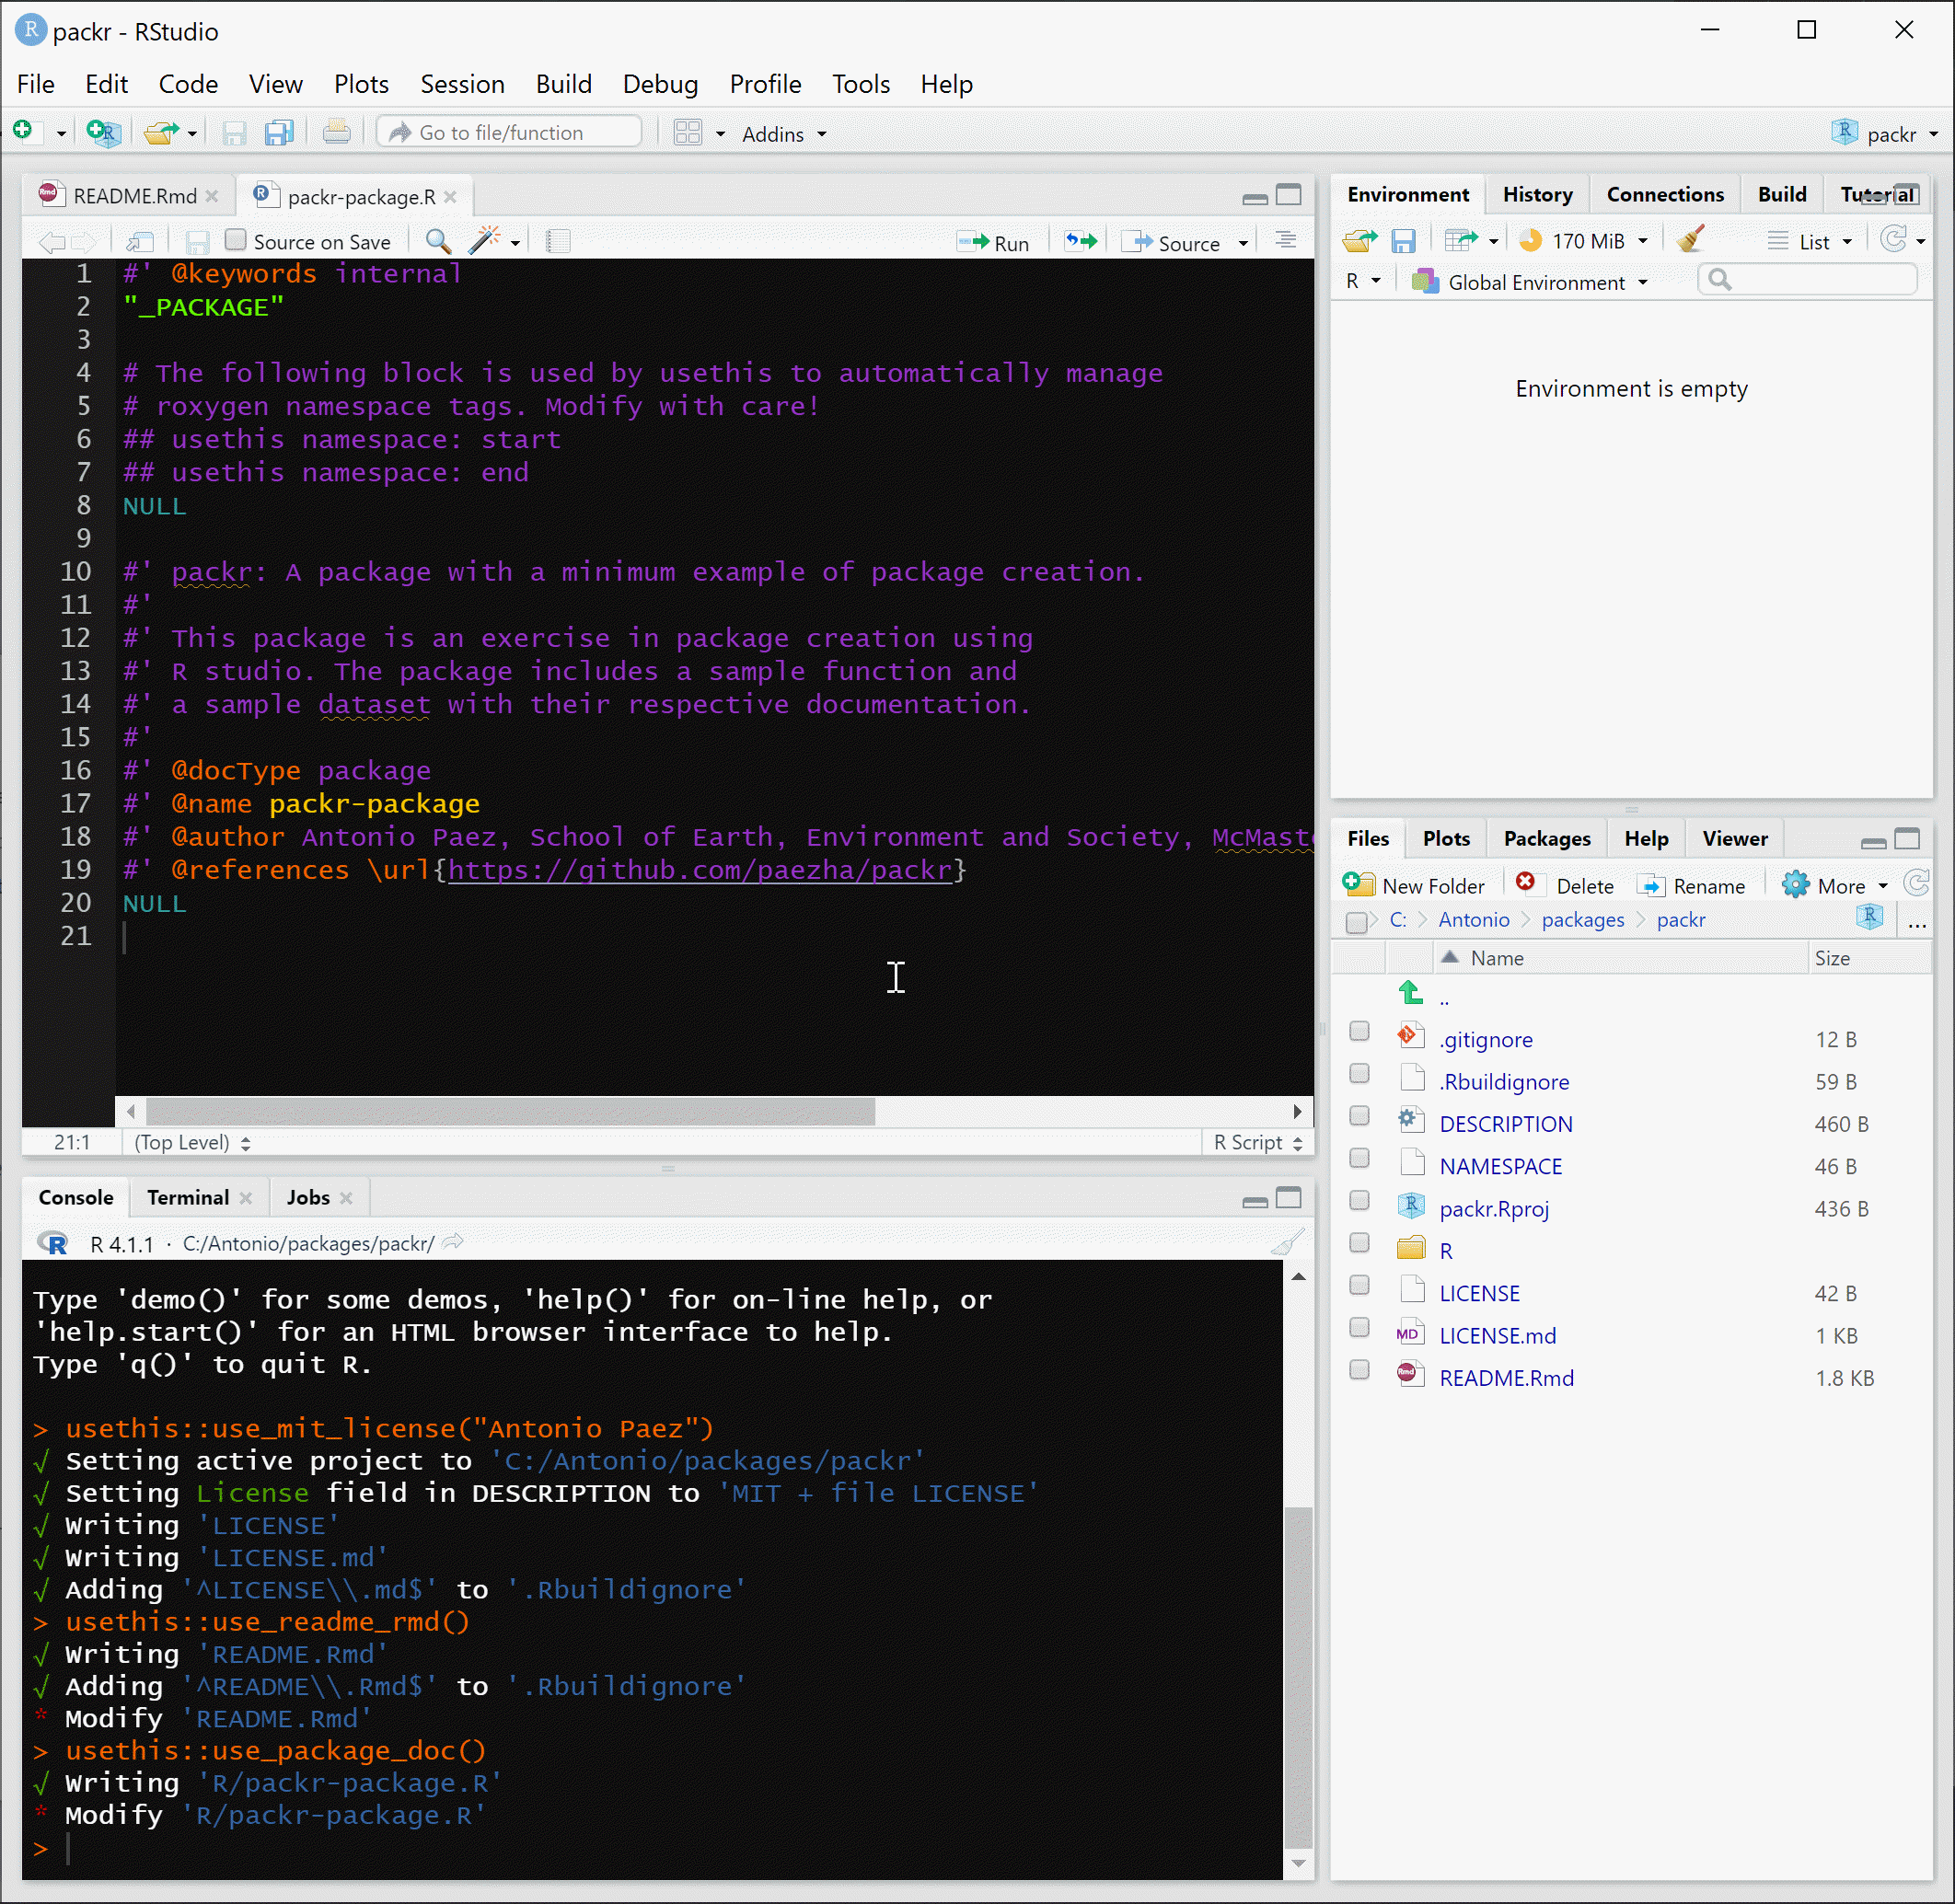 packr - RStudio
File Edit Code View Plots Session Build Debug Profile Tools Help
Go to file/function Addins packr
README.Rmd packr-package.R
Source on Save Run Source
1 #' @keywords internal
2 "_PACKAGE"
3
4 # The following block is used by usethis to automatically manage
5 # roxygen namespace tags. Modify with care!
6 ## usethis namespace: start
7 ## usethis namespace: end
8 NULL
9
10 #' packr: A package with a minimum example of package creation.
11 #'
12 #' This package is an exercise in package creation using
13 #' R studio. The package includes a sample function and
14 #' a sample dataset with their respective documentation.
15 #'
16 #' @docType package
17 #' @name packr-package
18 #' @author Antonio Paez, School of Earth, Environment and Society, McMast
19 #' @references \url{https://github.com/paezha/packr}
20 NULL
21
21:1 (Top Level) R Script
Console Terminal Jobs
R 4.1.1 · C:/Antonio/packages/packr/
Type 'demo()' for some demos, 'help()' for on-line help, or
'help.start()' for an HTML browser interface to help.
Type 'q()' to quit R.
> usethis::use_mit_license("Antonio Paez")
√ Setting active project to 'C:/Antonio/packages/packr'
√ Setting License field in DESCRIPTION to 'MIT + file LICENSE'
√ Writing 'LICENSE'
√ Writing 'LICENSE.md'
√ Adding '^LICENSE\\.md$' to '.Rbuildignore'
> usethis::use_readme_rmd()
√ Writing 'README.Rmd'
√ Adding '^README\\.Rmd$' to '.Rbuildignore'
* Modify 'README.Rmd'
> usethis::use_package_doc()
√ Writing 'R/packr-package.R'
* Modify 'R/packr-package.R'
>
Environment History Connections Build Tutorial
170 MiB List
R Global Environment
Environment is empty
Files Plots Packages Help Viewer
New Folder Delete Rename More
C: Antonio packages packr ...
Name Size
..
.gitignore 12 B
.Rbuildignore 59 B
DESCRIPTION 460 B
NAMESPACE 46 B
packr.Rproj 436 B
R
LICENSE 42 B
LICENSE.md 1 KB
README.Rmd 1.8 KB